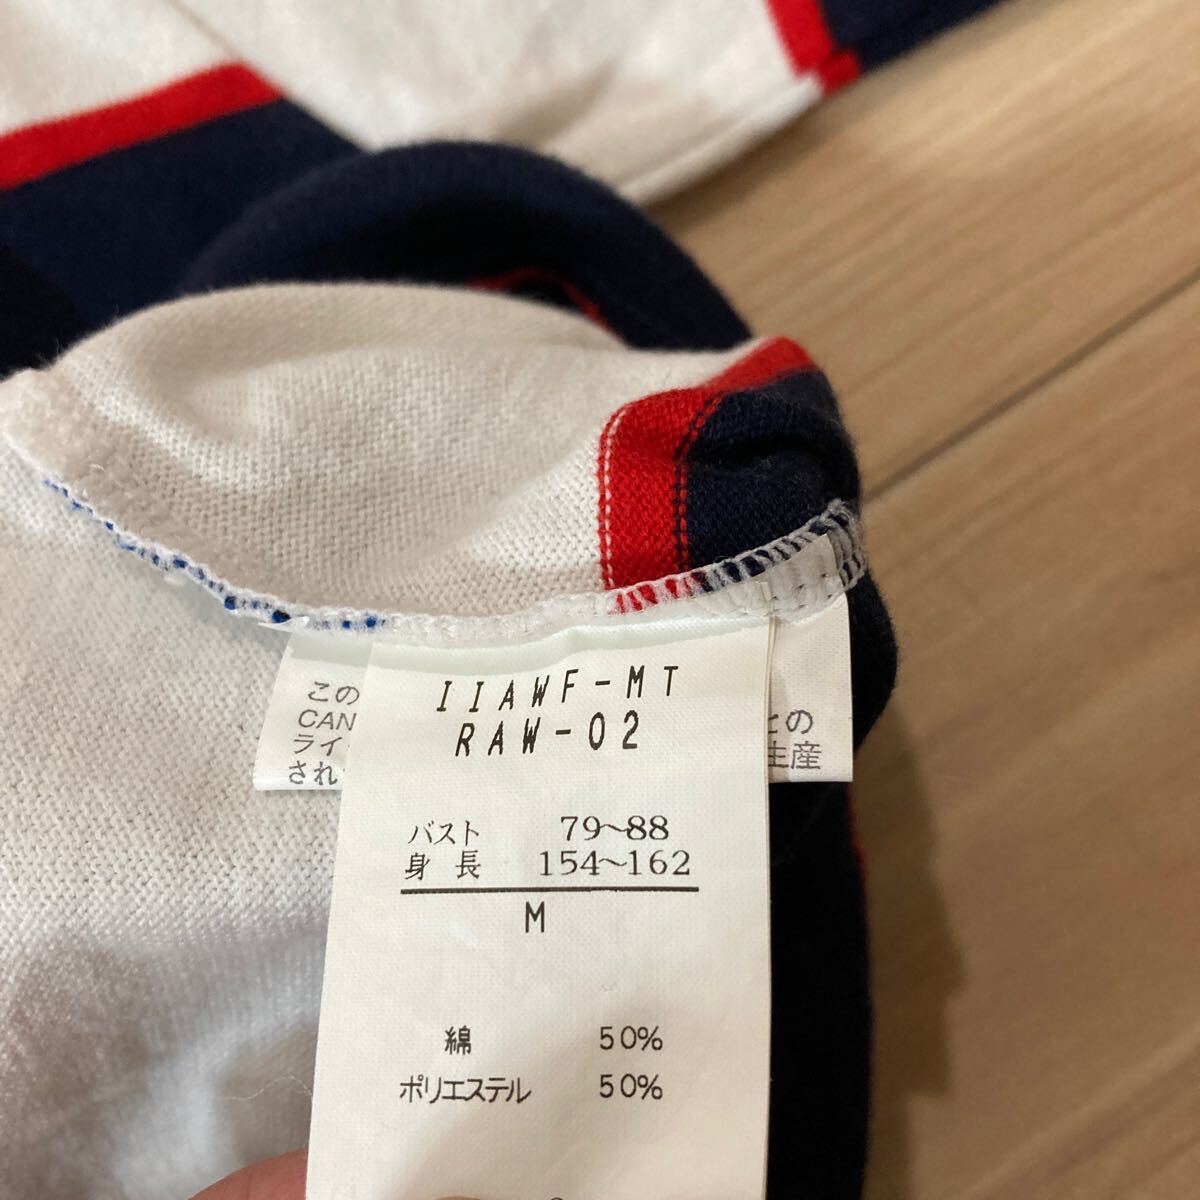 IIAWF-MT
RAW-02
この
CAN
ライ
され
との
生産
バスト 79~88
身長 154~162
M
綿 50%
ポリエステル 50%